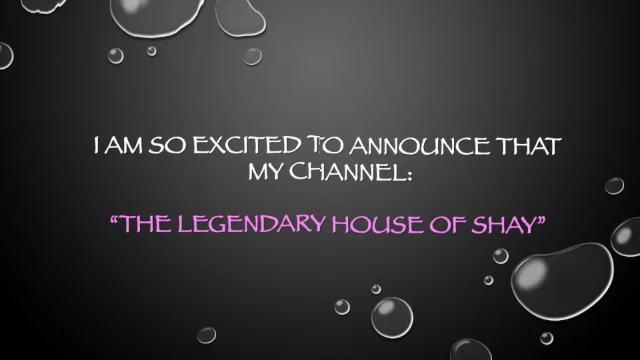 I AM SO EXCITED TO ANNOUNCE THAT
MY CHANNEL:
“THE LEGENDARY HOUSE OF SHAY”